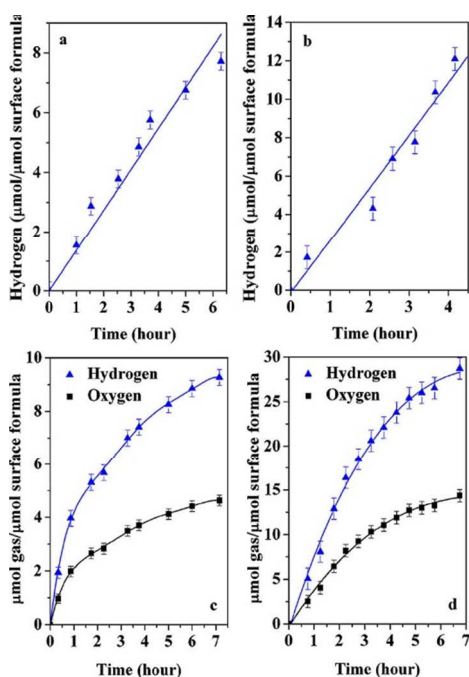 a
Hydrogen (µmol/µmol surface formula)
8
6
4
2
0
0 1 2 3 4 5 6
Time (hour)
b
Hydrogen (µmol/µmol surface formula)
14
12
10
8
6
4
2
0
0 1 2 3 4
Time (hour)
Hydrogen
Oxygen
µmol gas/µmol surface formula
10
8
6
4
2
0
c
0 1 2 3 4 5 6 7
Time (hour)
Hydrogen
Oxygen
µmol gas/µmol surface formula
30
25
20
15
10
5
0
d
0 1 2 3 4 5 6 7
Time (hour)